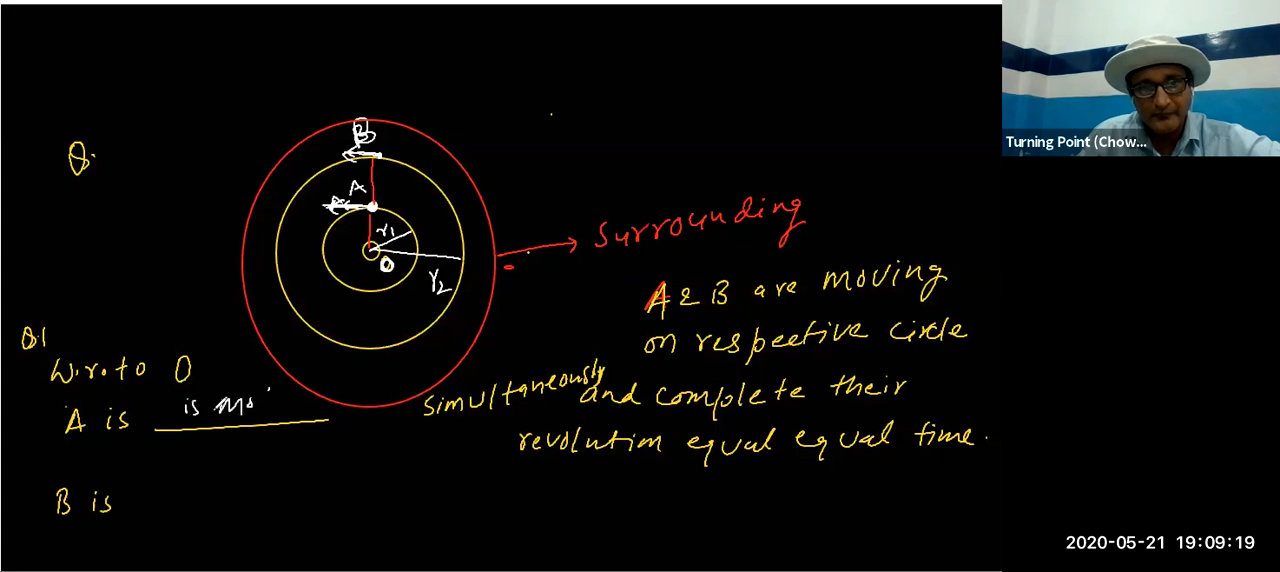 Q.
B
A
r1
O
r2
Surrounding
A & B are moving
on respective circle
simultaneously and complete their
revolution equal equal time.
Q.1
w.r.to O
A is is mo
B is
Turning Point (Chow...
2020-05-21 19:09:19